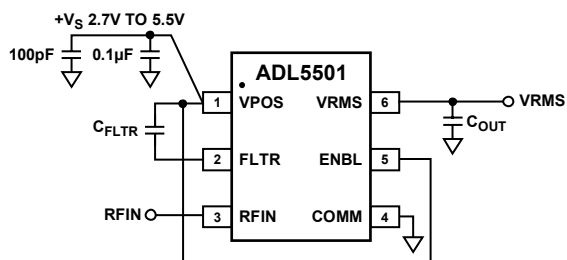 +VS 2.7V TO 5.5V
100pF
0.1µF
ADL5501
1 VPOS VRMS 6
VRMS
CFLTR
COUT
2 FLTR ENBL 5
RFIN
3 RFIN COMM 4